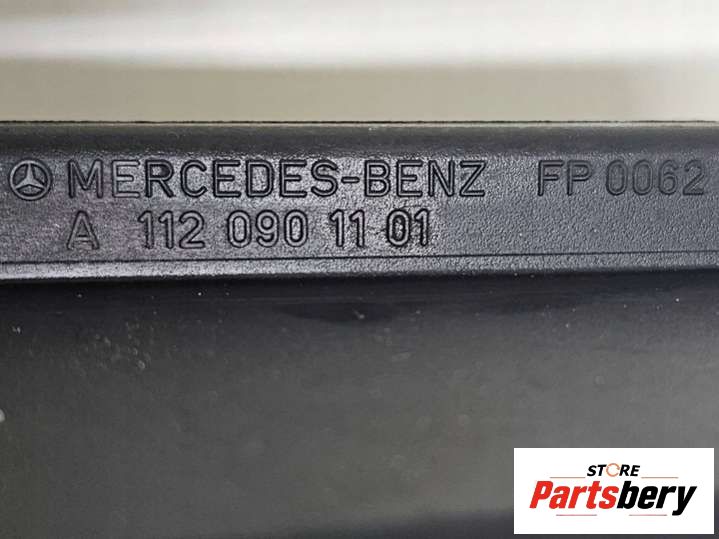 MERCEDES-BENZ FP 0062
A 112 090 11 01
STORE
Partsbery